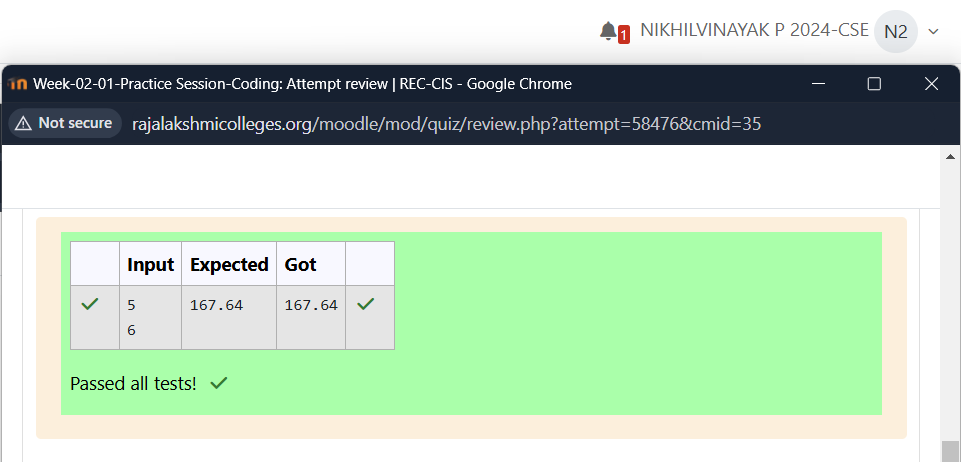 1 NIKHILVINAYAK P 2024-CSE N2
m Week-02-01-Practice Session-Coding: Attempt review | REC-CIS - Google Chrome
Not secure rajalakshmicolleges.org/moodle/mod/quiz/review.php?attempt=58476&cmid=35
Input Expected Got
5 167.64 167.64
6
Passed all tests!